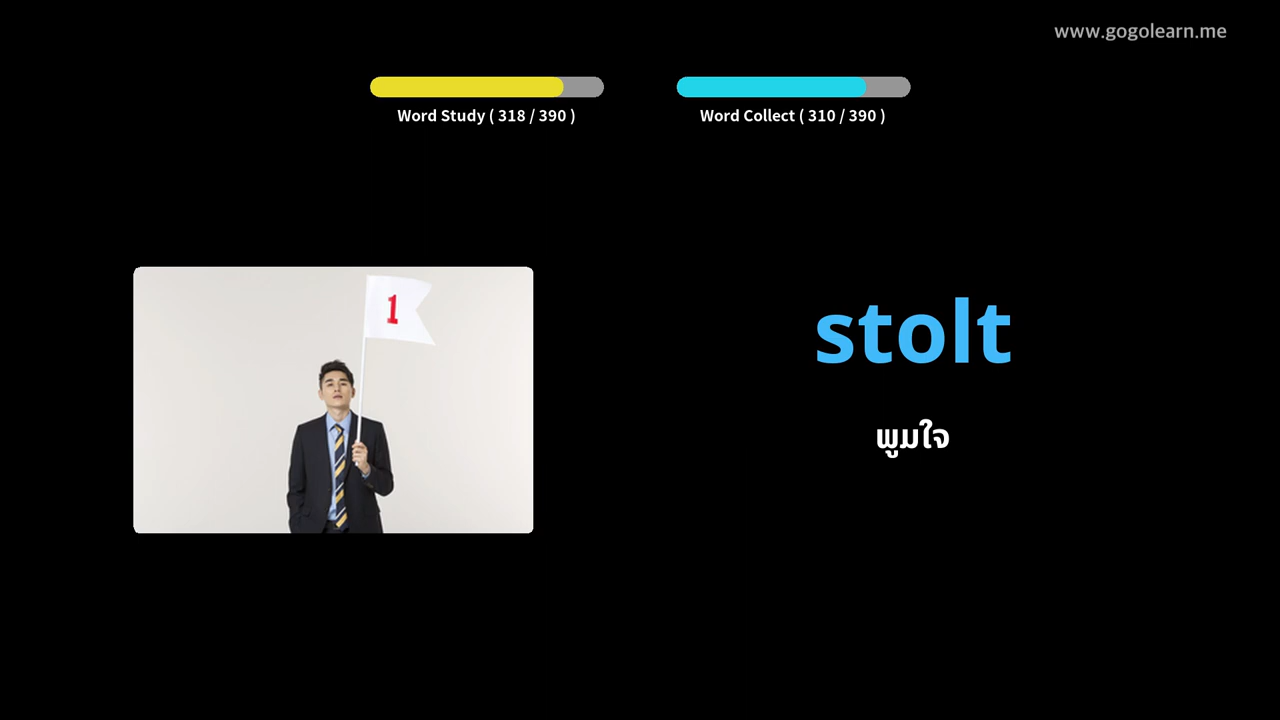 www.gogolearn.me
Word Study ( 318 / 390 )
Word Collect ( 310 / 390 )
1
stolt
ພູມໃຈ